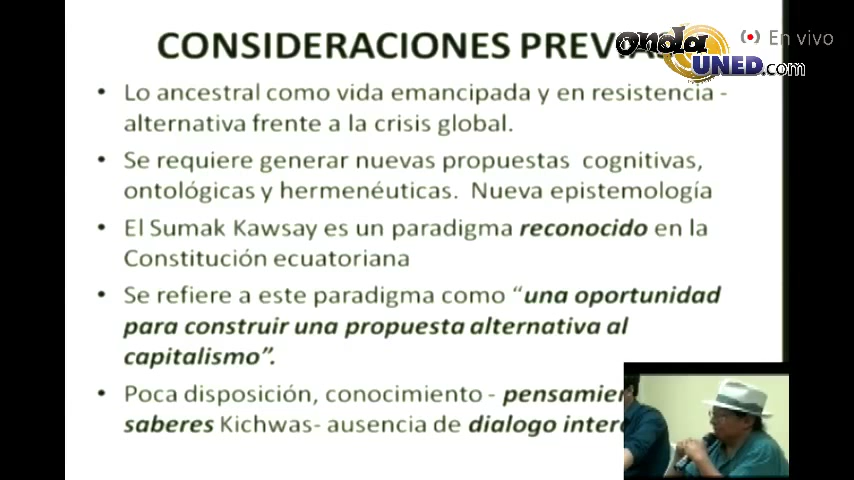 CONSIDERACIONES
onda
UNED.com
En vivo
• Lo ancestral como vida emancipada y en resistencia -
alternativa frente a la crisis global.
• Se requiere generar nuevas propuestas cognitivas,
ontológicas y hermenéuticas. Nueva epistemología
• El Sumak Kawsay es un paradigma reconocido en la
Constitución ecuatoriana
• Se refiere a este paradigma como “una oportunidad
para construir una propuesta alternativa al
capitalismo”.
• Poca disposición, conocimiento -
saberes Kichwas- ausencia de dialogo